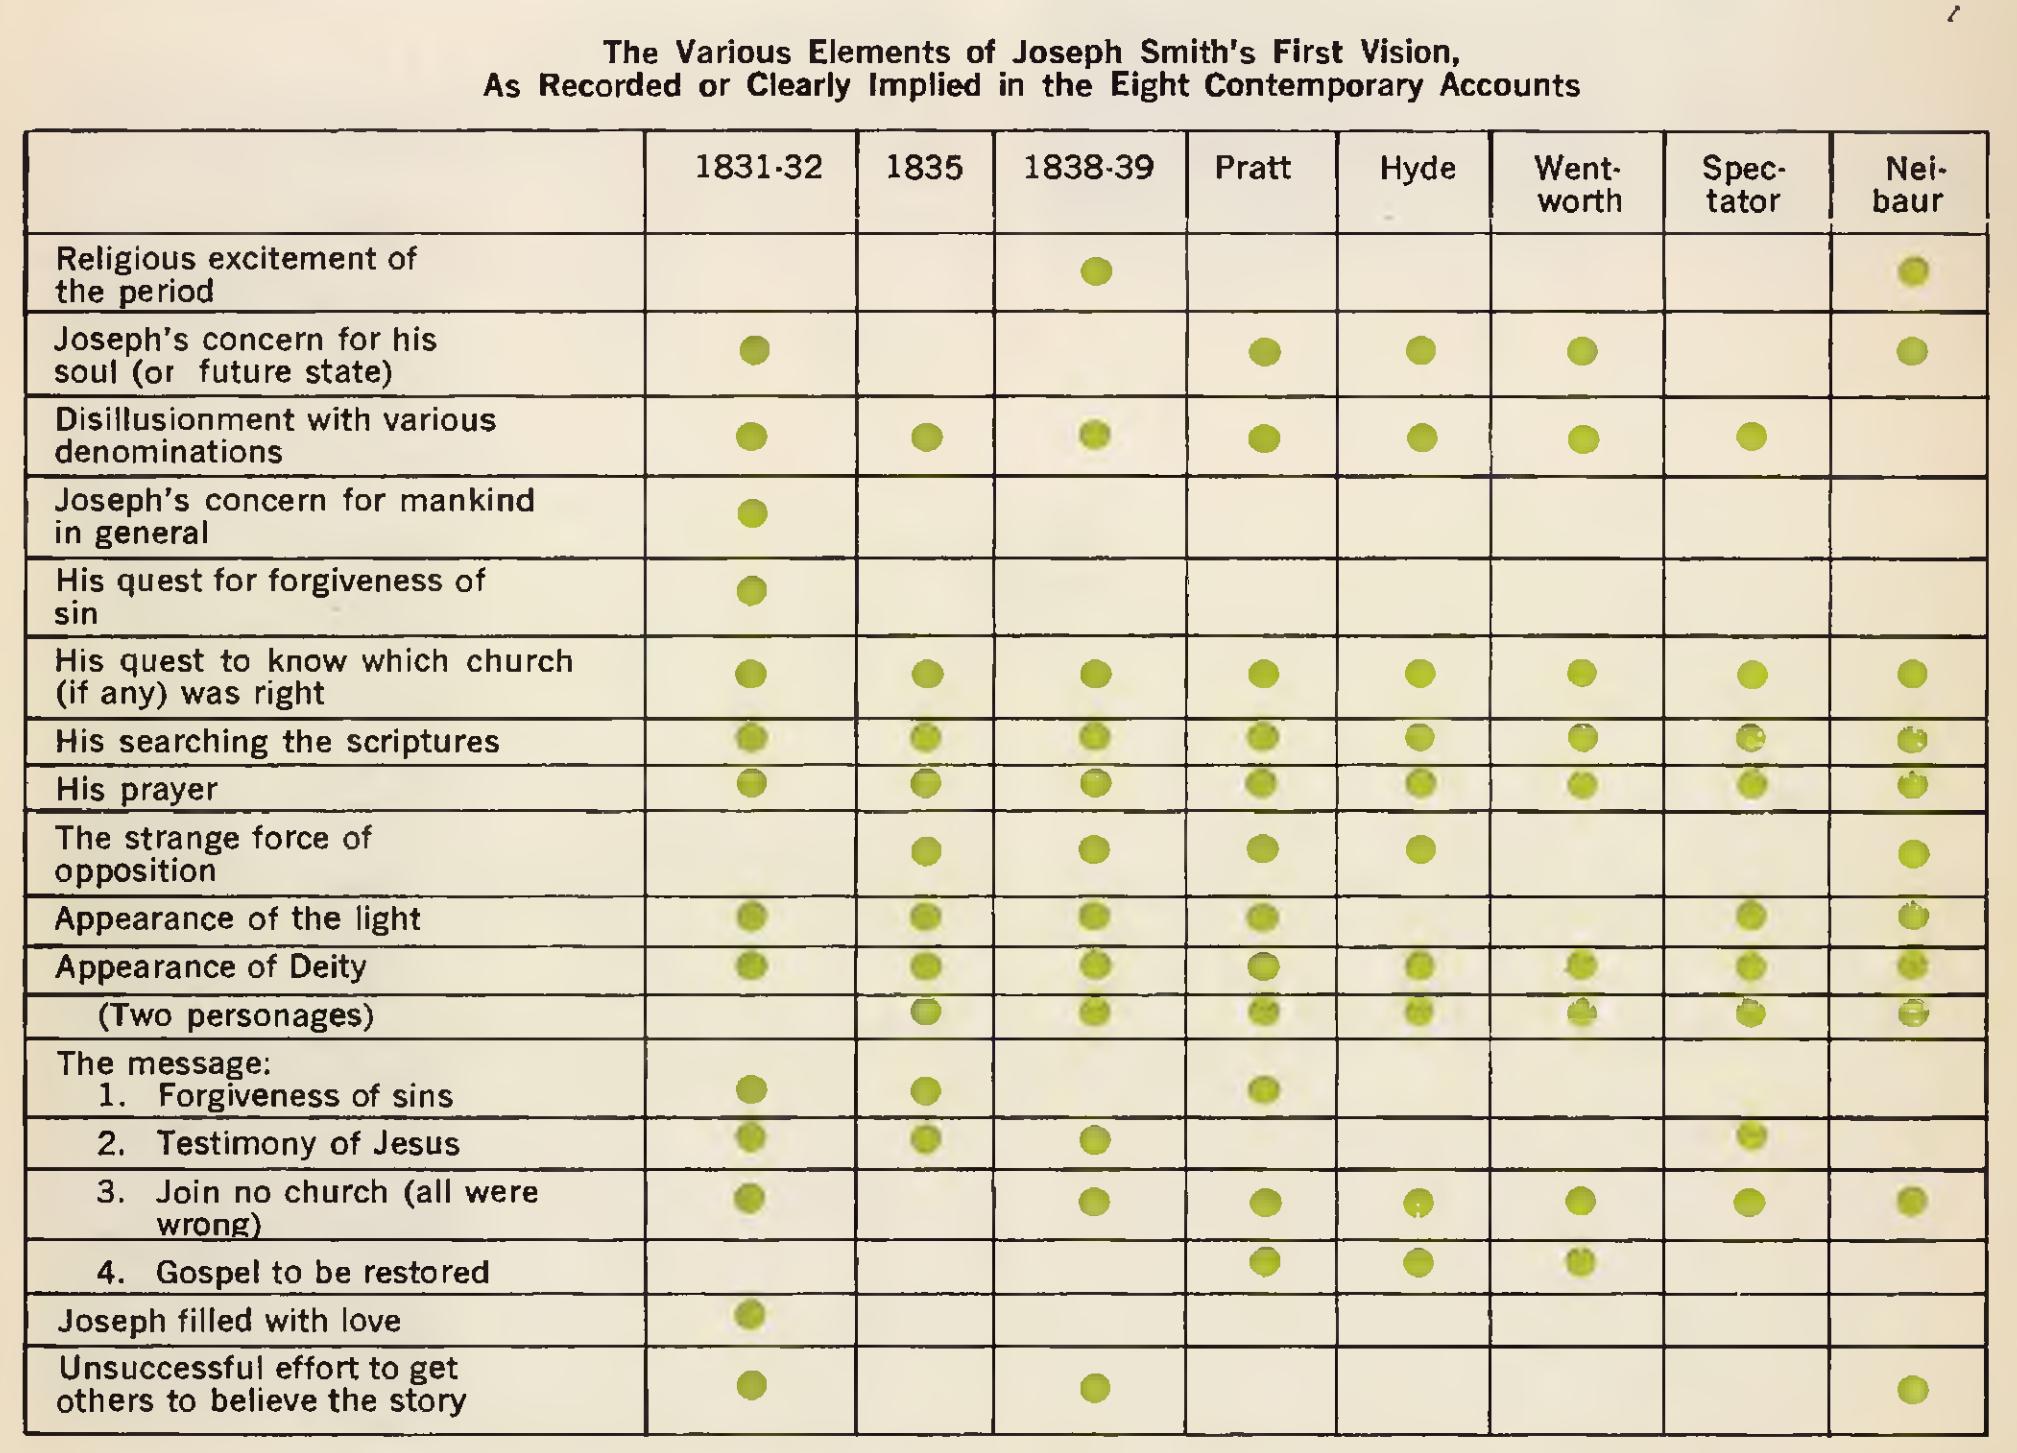 The Various Elements of Joseph Smith's First Vision,
As Recorded or Clearly Implied in the Eight Contemporary Accounts
1831-32 1835 1838-39 Pratt Hyde Went- Spec- Nei-
worth tator baur
Religious excitement of
the period
Joseph's concern for his
soul (or future state)
Disillusionment with various
denominations
Joseph's concern for mankind
in general
His quest for forgiveness of
sin
His quest to know which church
(if any) was right
His searching the scriptures
His prayer
The strange force of
opposition
Appearance of the light
Appearance of Deity
(Two personages)
The message:
1. Forgiveness of sins
2. Testimony of Jesus
3. Join no church (all were
wrong)
4. Gospel to be restored
Joseph filled with love
Unsuccessful effort to get
others to believe the story